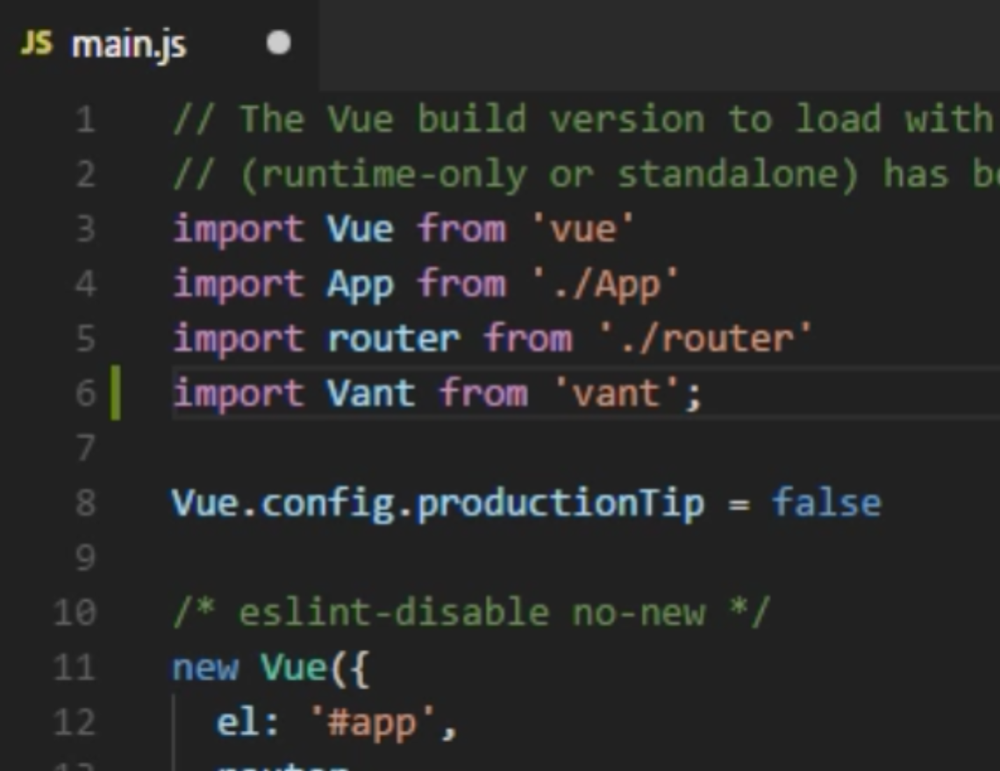 JS main.js
1 // The Vue build version to load with
2 // (runtime-only or standalone) has
3 import Vue from 'vue'
4 import App from './App'
5 import router from './router'
6 import Vant from 'vant';
7
8 Vue.config.productionTip = false
9
10 /* eslint-disable no-new */
11 new Vue({
12 el: '#app',